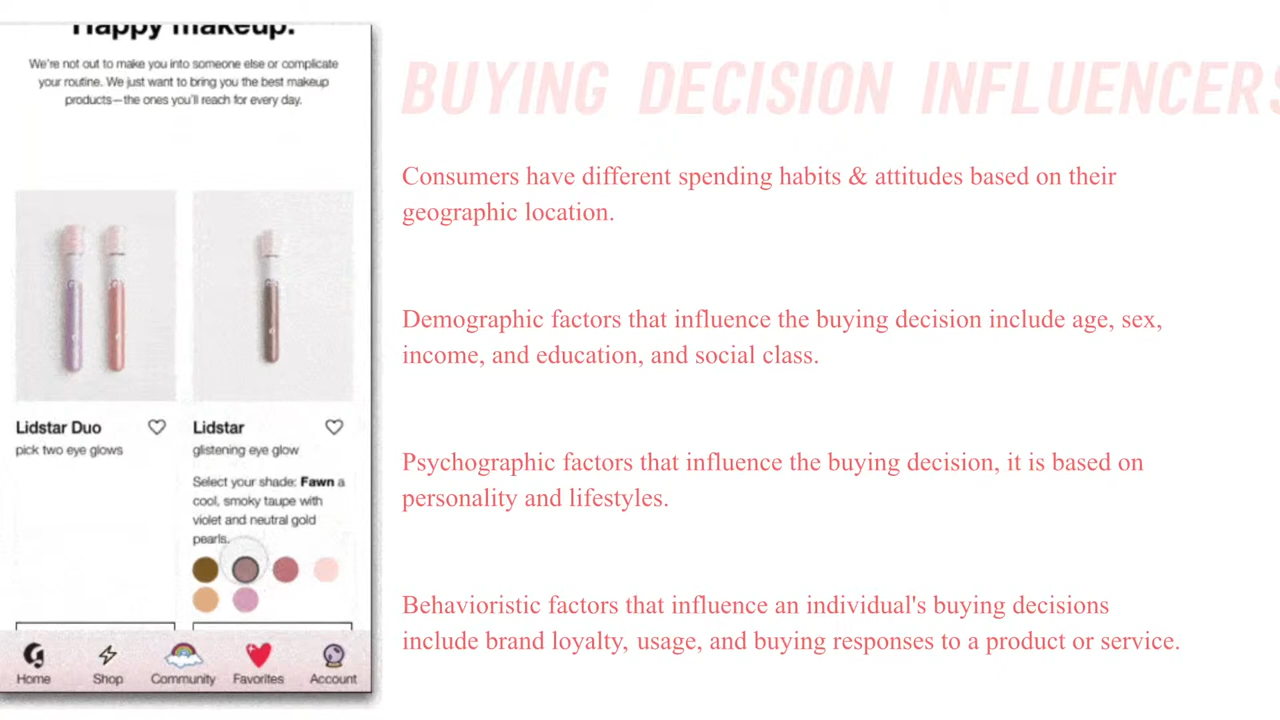 Happy makeup.
We're not out to make you into someone else or complicate
your routine. We just want to bring you the best makeup
products—the ones you'll reach for every day.
Lidstar Duo
pick two eye glows
Lidstar
glistening eye glow
Select your shade: Fawn a
cool, smoky taupe with
violet and neutral gold
pearls.
Home
Shop
Community
Favorites
Account
BUYING DECISION INFLUENCERS
Consumers have different spending habits & attitudes based on their
geographic location.
Demographic factors that influence the buying decision include age, sex,
income, and education, and social class.
Psychographic factors that influence the buying decision, it is based on
personality and lifestyles.
Behavioristic factors that influence an individual's buying decisions
include brand loyalty, usage, and buying responses to a product or service.